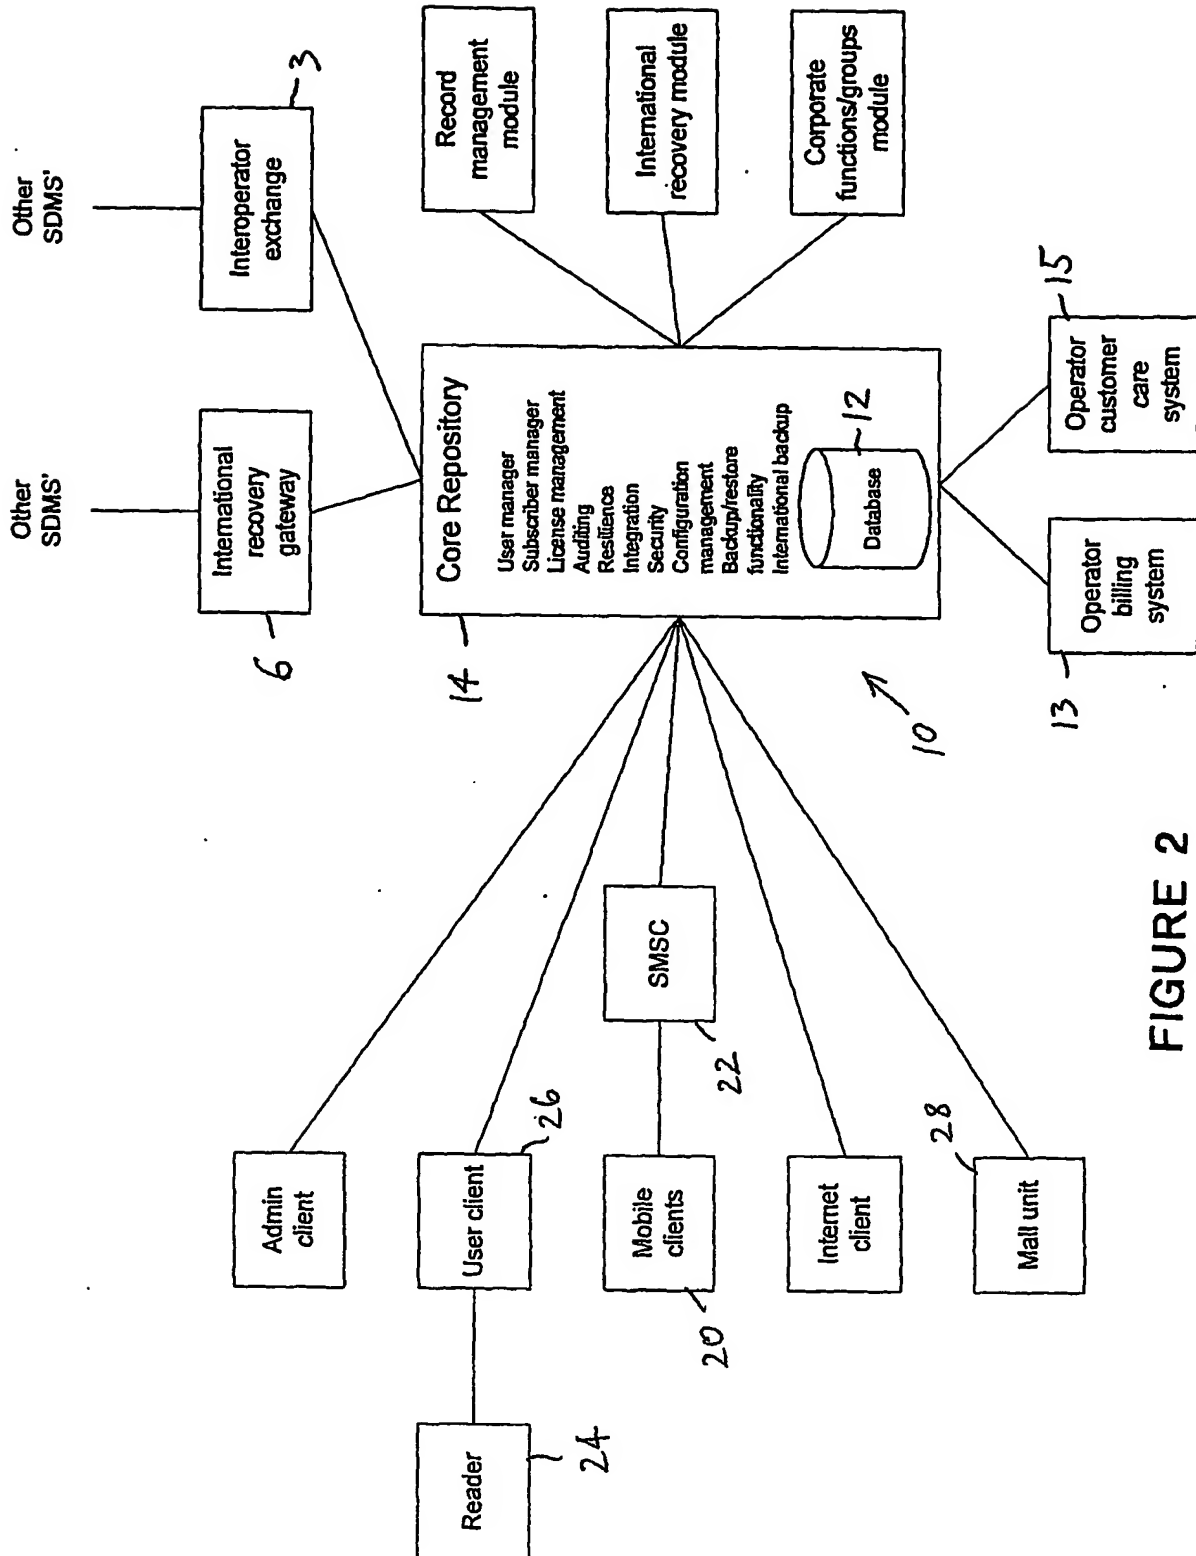 Other
SDMS'
Other
SDMS'
International
recovery
gateway
6
Interoperator
exchange
3
Core Repository
14
User manager
Subscriber manager
License management
Auditing
Resilience
Integration
Security
Configuration
management
Backup/restore
functionality
International backup
Database
12
10
Record
management
module
International
recovery module
Corporate
functions/groups
module
Operator
billing
system
13
Operator
customer
care
system
15
Admin
client
User client
26
Reader
24
Mobile
clients
20
SMSC
22
Internet
client
Mall unit
28
FIGURE 2